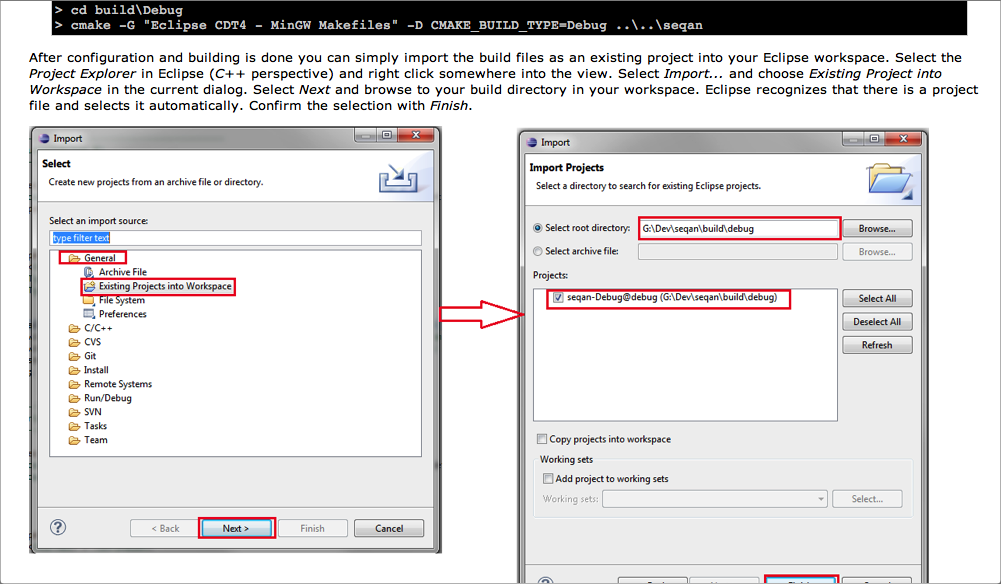 > cd build\Debug
> cmake -G "Eclipse CDT4 - MinGW Makefiles" -D CMAKE_BUILD_TYPE=Debug ..\..\seqan
After configuration and building is done you can simply import the build files as an existing project into your Eclipse workspace. Select the
Project Explorer in Eclipse (C++ perspective) and right click somewhere into the view. Select Import... and choose Existing Project into
Workspace in the current dialog. Select Next and browse to your build directory in your workspace. Eclipse recognizes that there is a project
file and selects it automatically. Confirm the selection with Finish.
Import
Select
Create new projects from an archive file or directory.
Select an import source:
type filter text
General
Archive File
Existing Projects into Workspace
File System
Preferences
C/C++
CVS
Git
Install
Remote Systems
Run/Debug
SVN
Tasks
Team
? < Back Next > Finish Cancel
Import
Import Projects
Select a directory to search for existing Eclipse projects.
Select root directory: G:\Dev\seqan\build\debug Browse...
Select archive file: Browse...
Projects:
seqan-Debug@debug (G:\Dev\seqan\build\debug)
Select All
Deselect All
Refresh
Copy projects into workspace
Working sets
Add project to working sets
Working sets: Select...